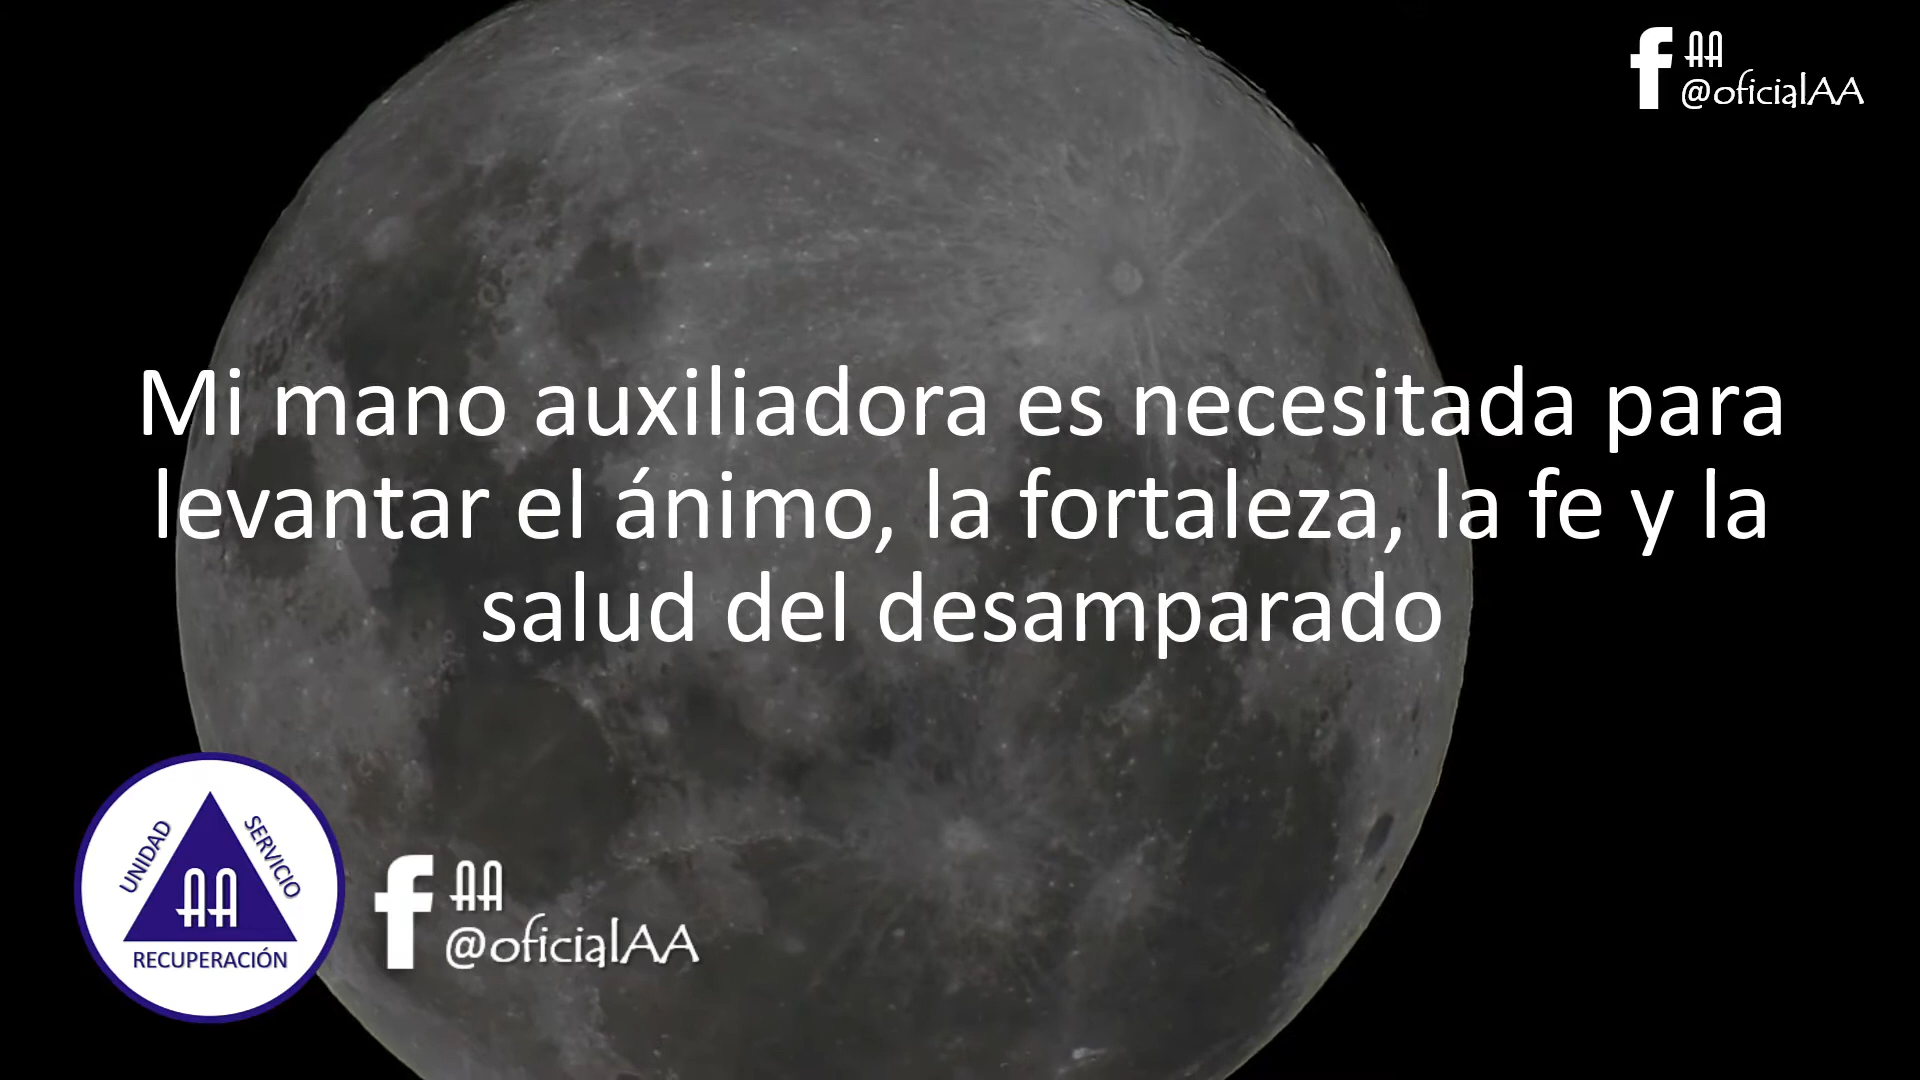 AA
@oficialAA
Mi mano auxiliadora es necesitada para
levantar el ánimo, la fortaleza, la fe y la
salud del desamparado
UNIDAD
SERVICIO
AA
RECUPERACIÓN
AA
@oficialAA